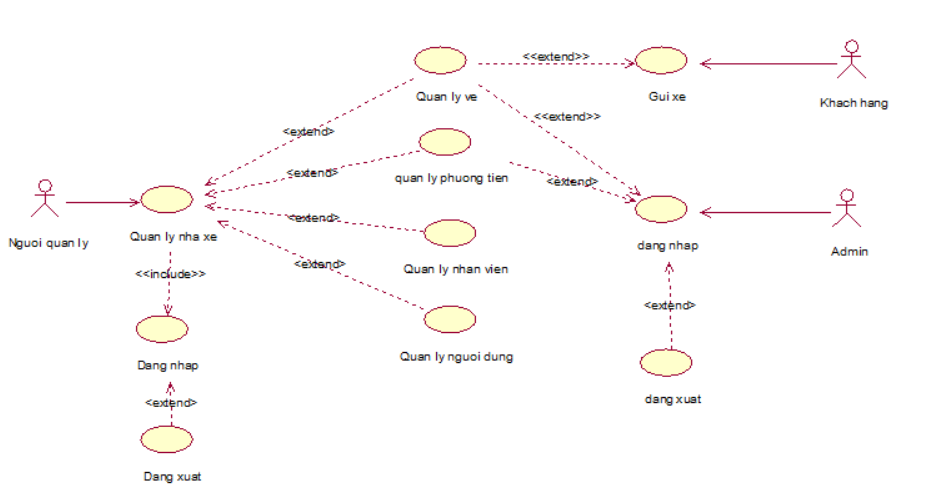 <<extend>>
Quan ly ve
Gui xe
Khach hang
<<extend>>
<extend>
<extend>
quan ly phuong tien
<extend>
Nguoi quan ly
Quan ly nha xe
<extend>
dang nhap
Admin
<extend>
Quan ly nhan vien
<<include>>
<extend>
Quan ly nguoi dung
Dang nhap
dang xuat
<extend>
Dang xuat